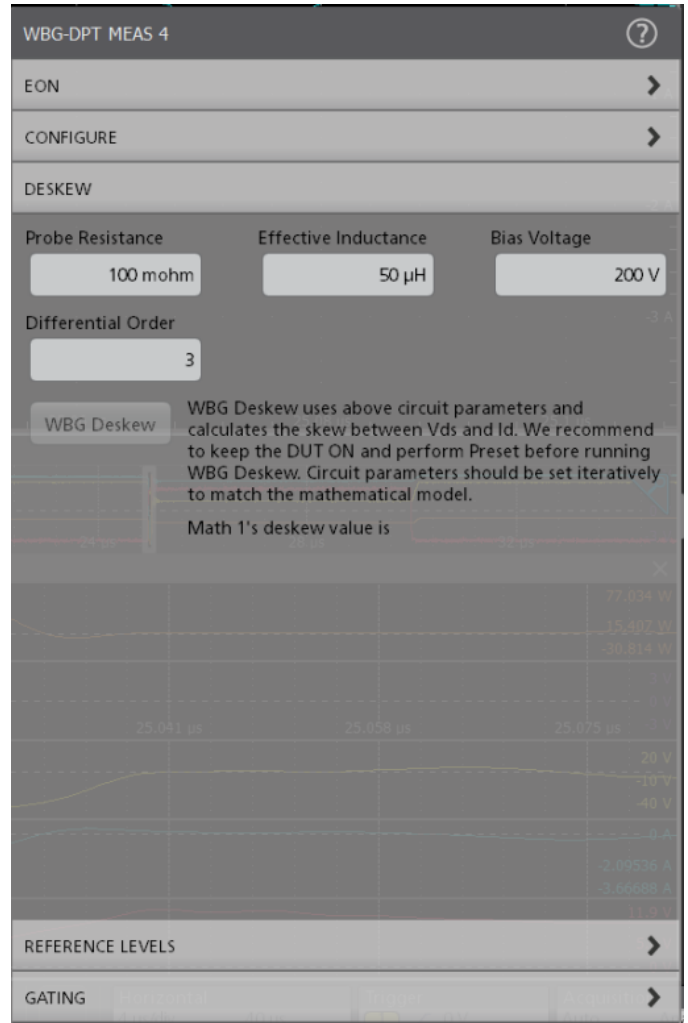 WBG-DPT MEAS 4
?
EON
CONFIGURE
DESKEW
Probe Resistance Effective Inductance Bias Voltage
100 mohm 50 µH 200 V
Differential Order
-3 A
3
WBG Deskew
WBG Deskew uses above circuit parameters and
calculates the skew between Vds and Id. We recommend
to keep the DUT ON and perform Preset before running
WBG Deskew. Circuit parameters should be set iteratively
to match the mathematical model.
Math 1's deskew value is
77.034 W
15.407 W
-30.814 W
25.041 µs 25.058 µs 25.075 µs
20 V
-10 V
-40 V
0 A
-2.09536 A
-3.66688 A
11.9 V
REFERENCE LEVELS
GATING